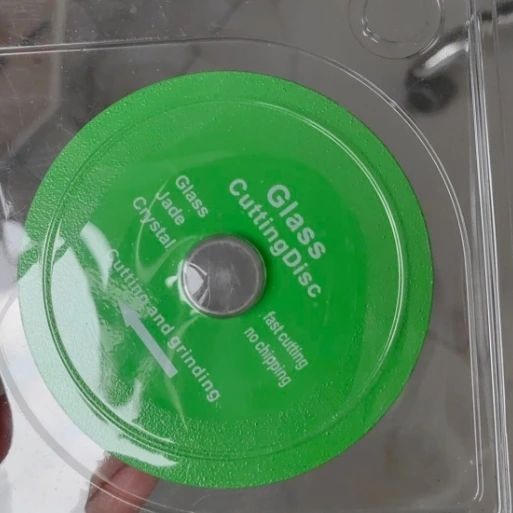 Glass
CuttingDisc
Glass
Jade
Crystal
fast cutting
no chipping
Cutting and grinding